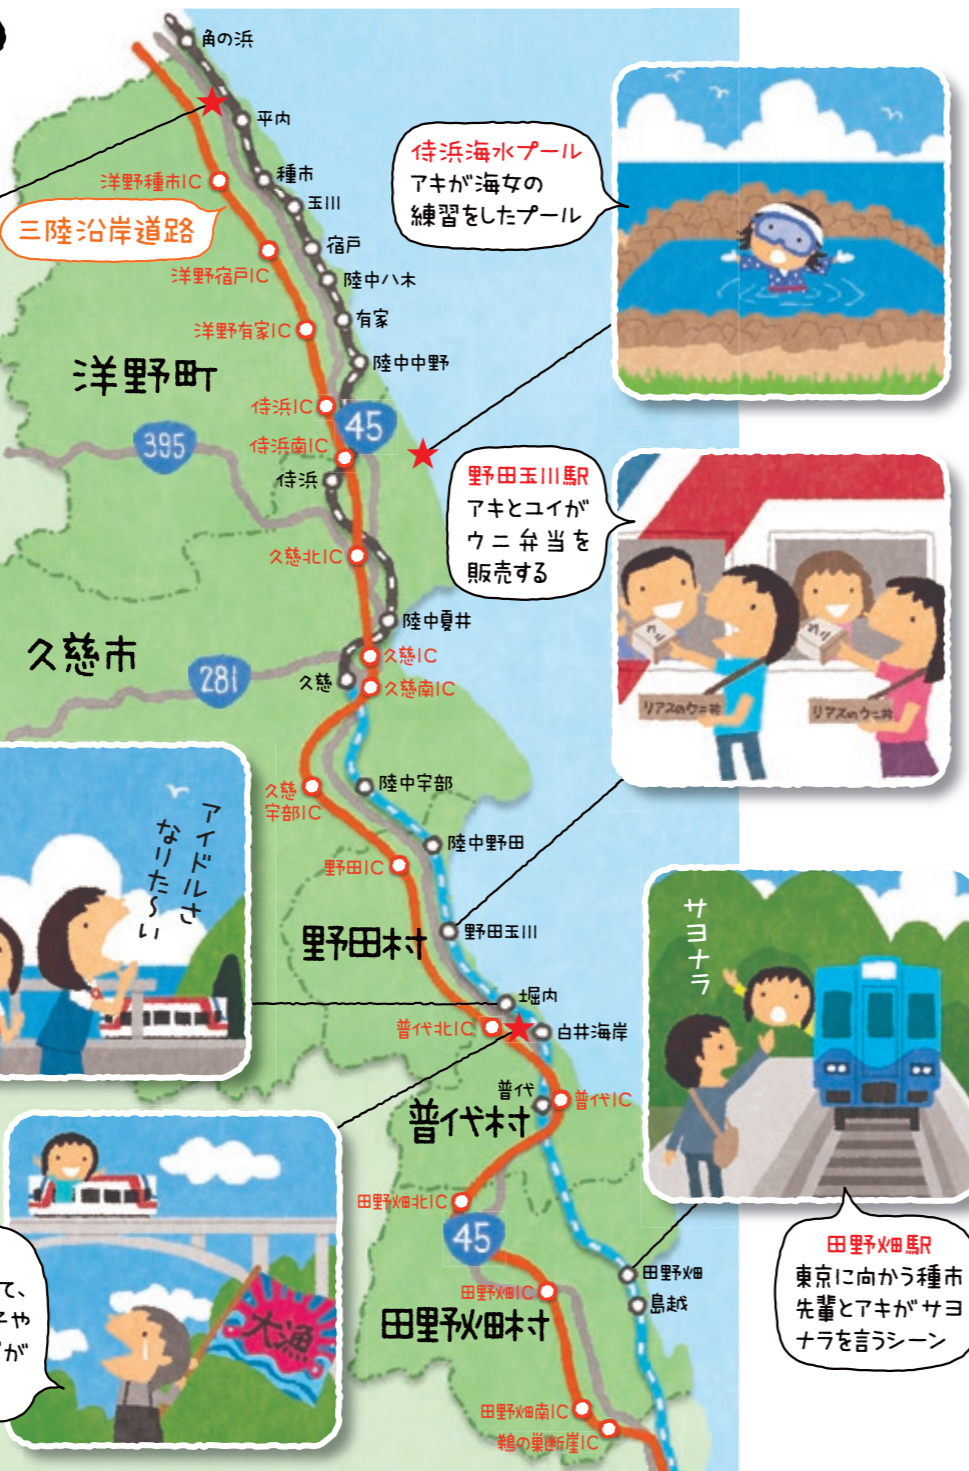 角の浜
平内
洋野種市IC
種市
三陸沿岸道路
玉川
洋野宿戸IC
宿戸
陸中八木
洋野有家IC
有家
陸中中野
洋野町
侍浜IC
45
395
侍浜南IC
侍浜
久慈北IC
陸中夏井
久慈市
久慈IC
281
久慈
久慈南IC
久慈
宇部IC
陸中宇部
陸中野田
野田IC
野田村
野田玉川
堀内
普代北IC
白井海岸
普代
普代IC
普代村
田野畑北IC
45
田野畑
田野畑IC
島越
田野畑村
田野畑南IC
鵜の巣断崖IC
侍浜海水プール
アキが海女の
練習をしたプール
野田玉川駅
アキとユイが
ウニ弁当を
販売する
ウニ
ウニ
リアスのウニ丼
リアスのウニ丼
アイドルさ
なりた〜い
サヨナラ
田野畑駅
東京に向かう種市
先輩とアキがサヨ
ナラを言うシーン
て、
子や
が
大漁